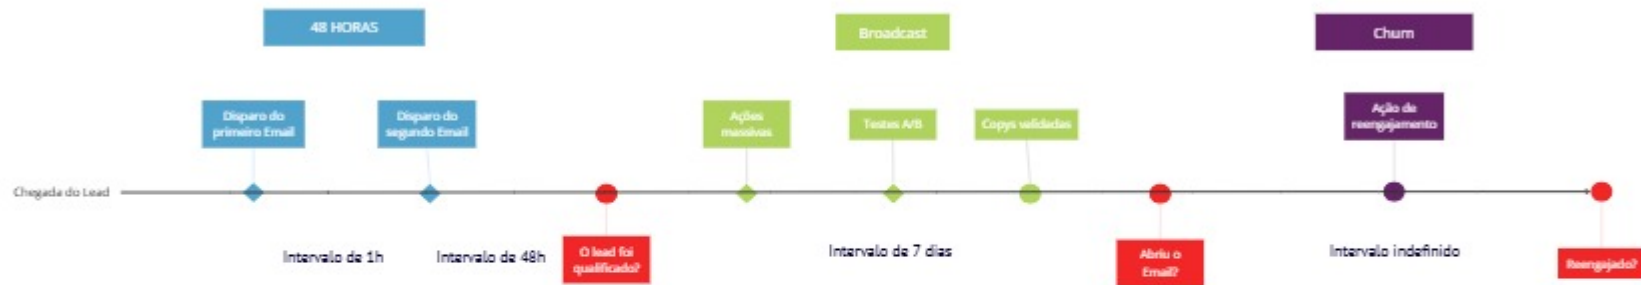 48 HORAS
Broadcast
Churn
Disparo do
primeiro Email
Disparo do
segundo Email
Ações
massivas
Testes A/B
Copys validadas
Ação de
reengajamento
Chegada do Lead
Intervalo de 1h
Intervalo de 48h
O lead foi
qualificado?
Intervalo de 7 dias
Abriu o
Email?
Intervalo indefinido
Reengajado?